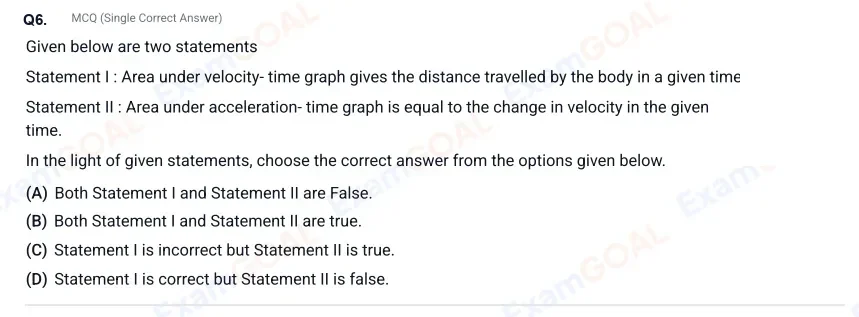 Q6. MCQ (Single Correct Answer)
Given below are two statements
Statement I : Area under velocity- time graph gives the distance travelled by the body in a given time
Statement II : Area under acceleration- time graph is equal to the change in velocity in the given
time.
In the light of given statements, choose the correct answer from the options given below.
(A) Both Statement I and Statement II are False.
(B) Both Statement I and Statement II are true.
(C) Statement I is incorrect but Statement II is true.
(D) Statement I is correct but Statement II is false.